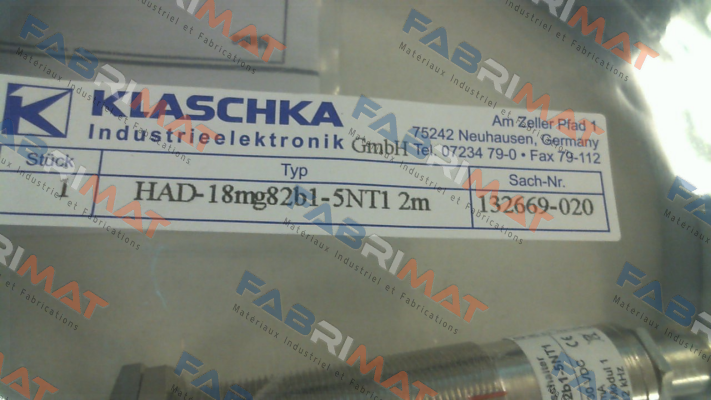 KLASCHKA
Industrieelektronik GmbH
Am Zeller Pfad 1
75242 Neuhausen, Germany
Tel. 07234 79-0 • Fax 79-112
Stück Typ Sach-Nr.
1 HAD-18mg82b1-5NT1 2m 132669-020
FABRIMAT
Materiaux Industriel et Fabrications